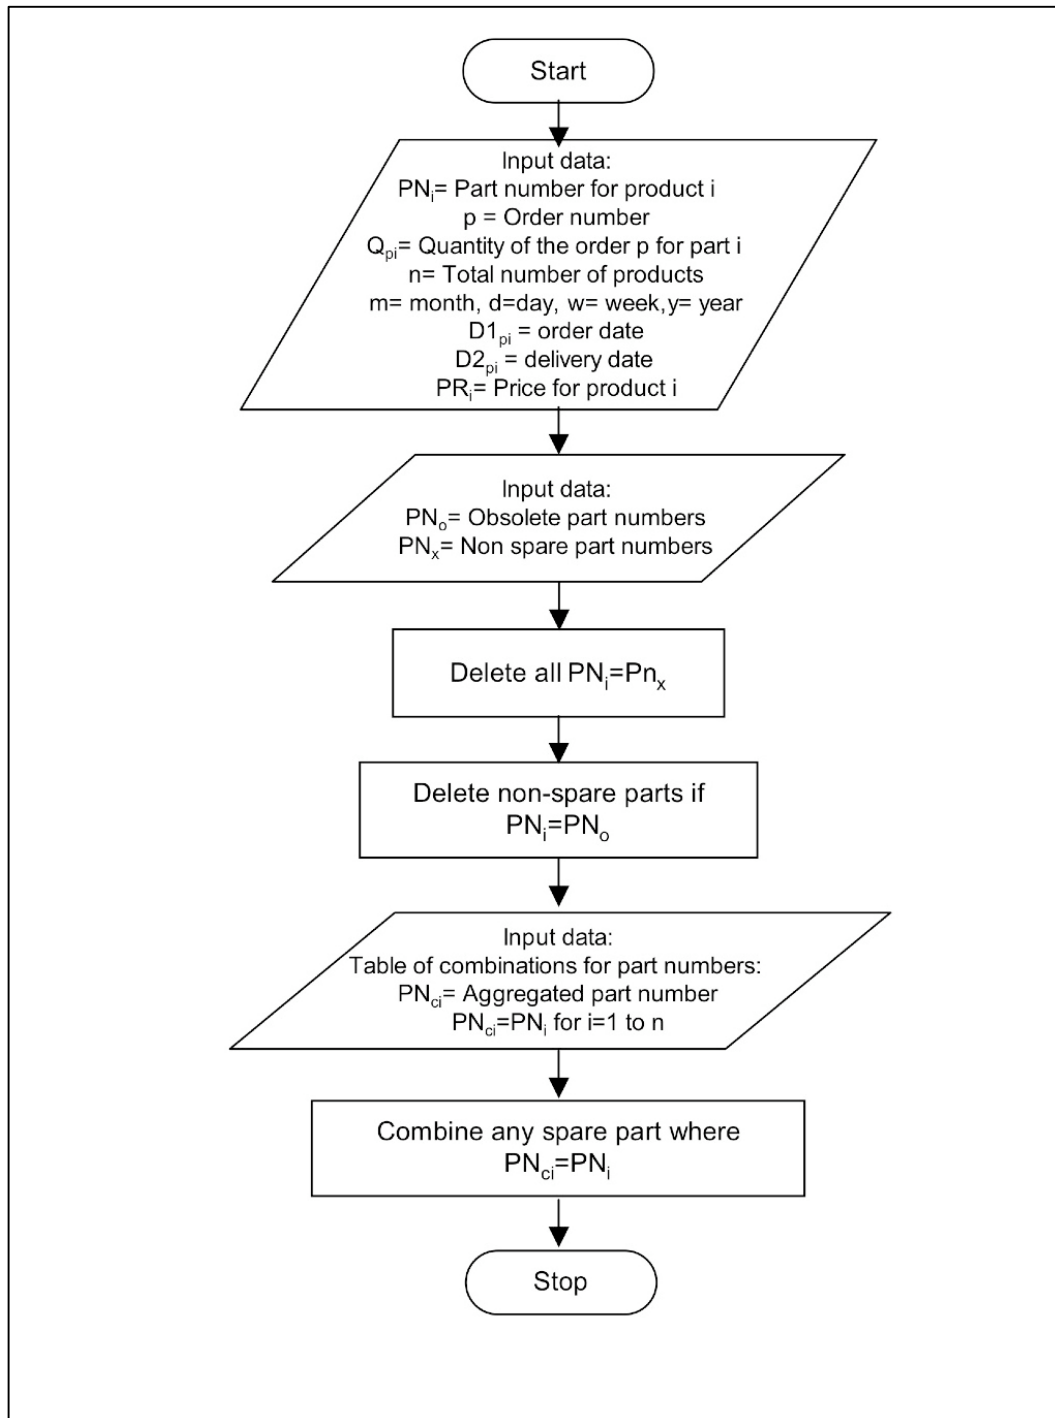 Start
Input data:
PNi= Part number for product i
p = Order number
Qpi= Quantity of the order p for part i
n= Total number of products
m= month, d=day, w= week,y= year
D1pi = order date
D2pi = delivery date
PRi= Price for product i
Input data:
PNo= Obsolete part numbers
PNx= Non spare part numbers
Delete all PNi=Pnx
Delete non-spare parts if
PNi=PNo
Input data:
Table of combinations for part numbers:
PNci= Aggregated part number
PNci=PNi for i=1 to n
Combine any spare part where
PNci=PNi
Stop